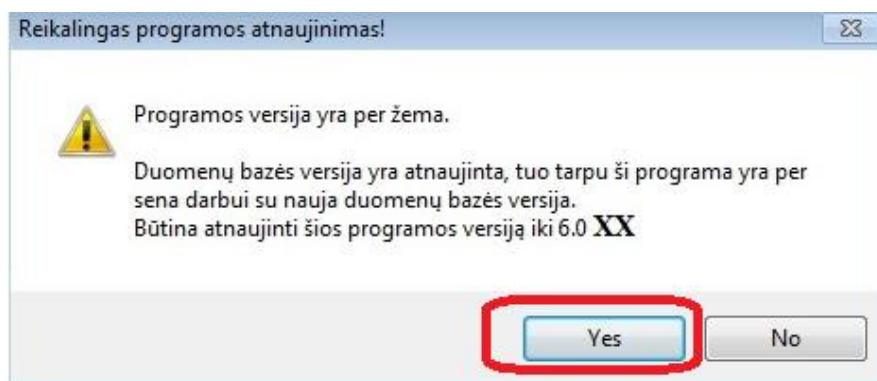 Reikalingas programos atnaujinimas!
Programos versija yra per žema.
Duomenų bazės versija yra atnaujinta, tuo tarpu ši programa yra per
sena darbui su nauja duomenų bazės versija.
Būtina atnaujinti šios programos versiją iki 6.0 XX
Yes
No